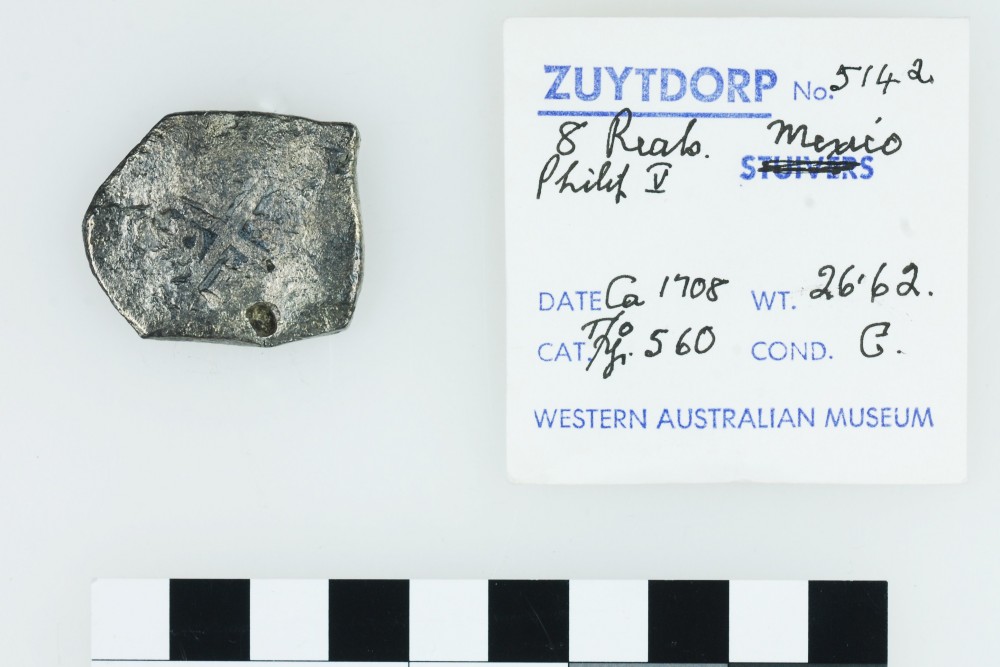 ZUYTDORP No. 5142.
8 Reals. Mexico
Philip V STUIVERS
DATE Ca 1708 WT. 26.62.
CAT. 560 COND. C.
WESTERN AUSTRALIAN MUSEUM